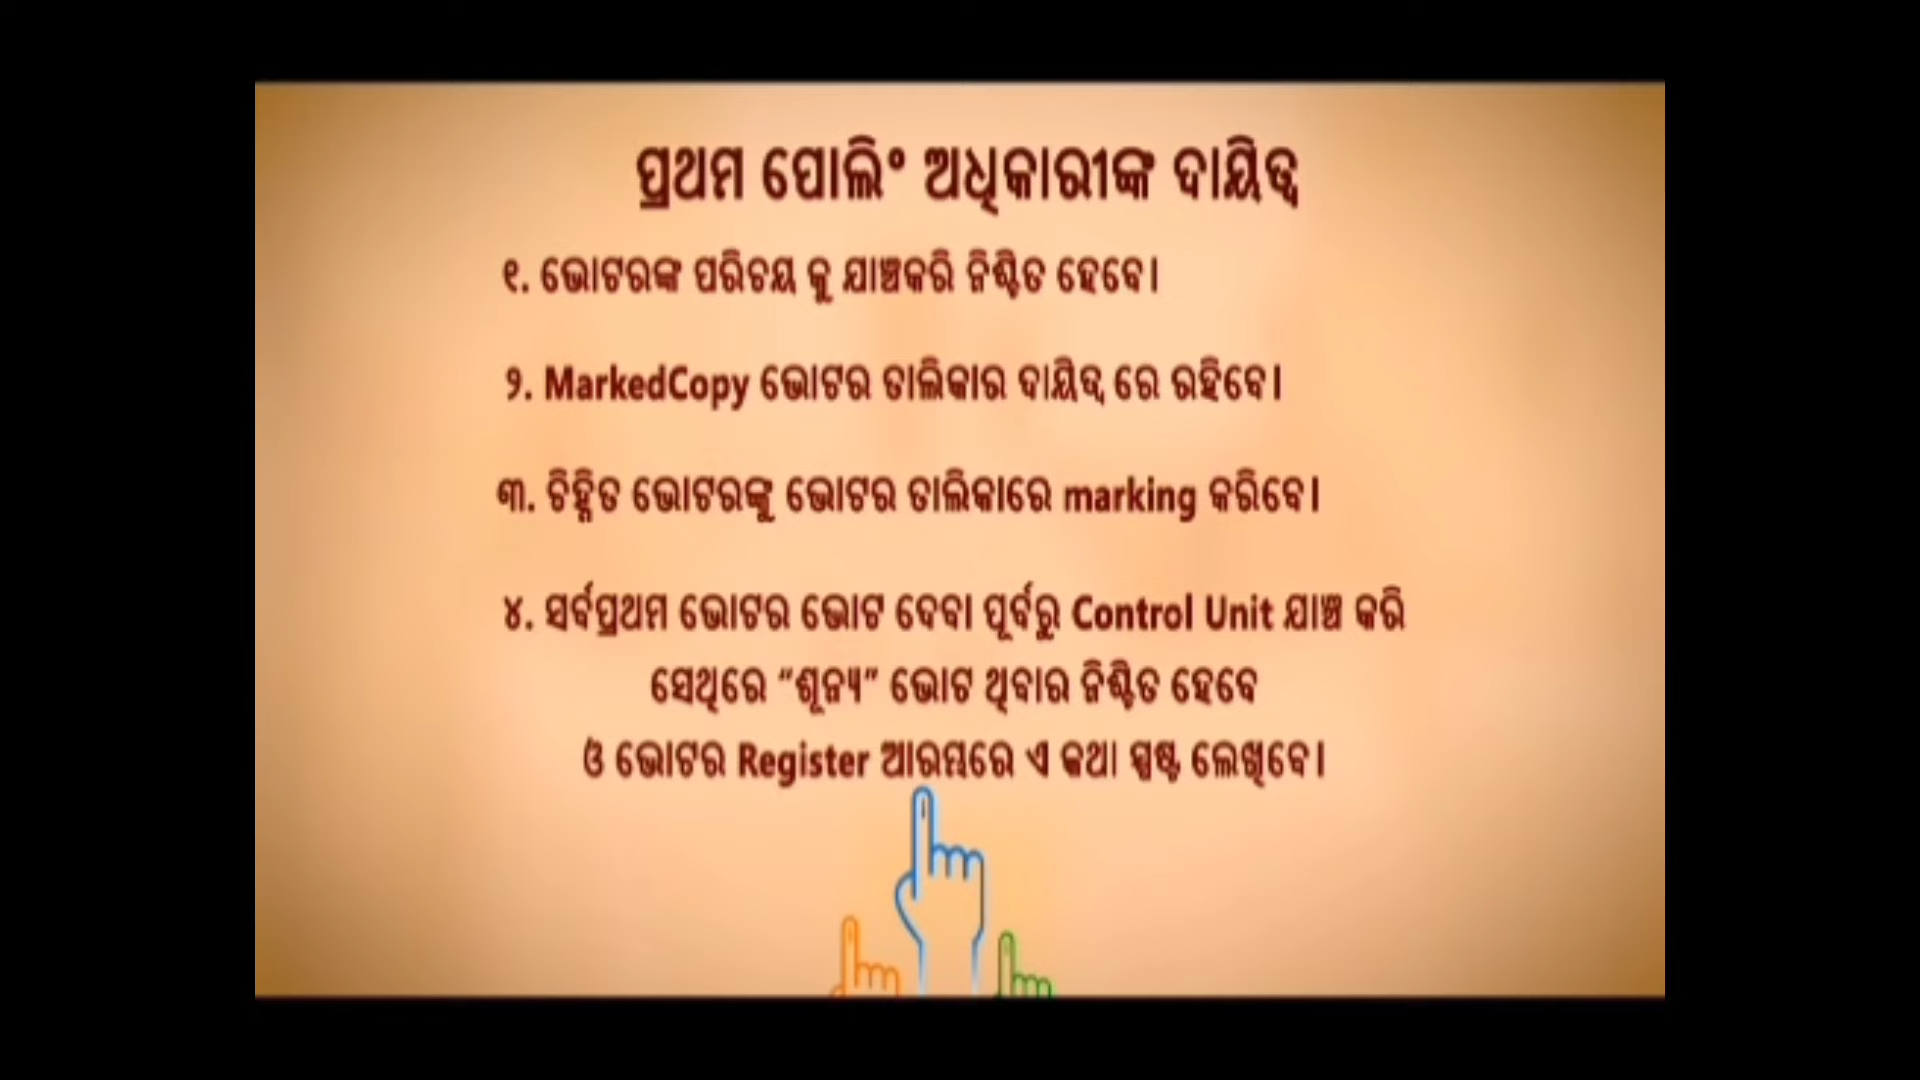 ପ୍ରଥମ ପୋଲିଂ ଅଧିକାରୀଙ୍କ ଦାୟିତ୍ୱ
୧. ଭୋଟରଙ୍କ ପରିଚୟ କୁ ଯାଞ୍ଚକରି ନିଶ୍ଚିତ ହେବେ।
୨. MarkedCopy ଭୋଟର ତାଲିକାର ଦାୟିତ୍ୱ ରେ ରହିବେ।
୩. ଚିହ୍ନିତ ଭୋଟରଙ୍କୁ ଭୋଟର ତାଲିକାରେ marking କରିବେ।
୪. ସର୍ବପ୍ରଥମ ଭୋଟର ଭୋଟ ଦେବା ପୂର୍ବରୁ Control Unit ଯାଞ୍ଚ କରି
ସେଥିରେ “ଶୂନ୍ୟ” ଭୋଟ ଥିବାର ନିଶ୍ଚିତ ହେବେ
ଓ ଭୋଟର Register ଆରମ୍ଭରେ ଏ କଥା ସ୍ପଷ୍ଟ ଲେଖିବେ।